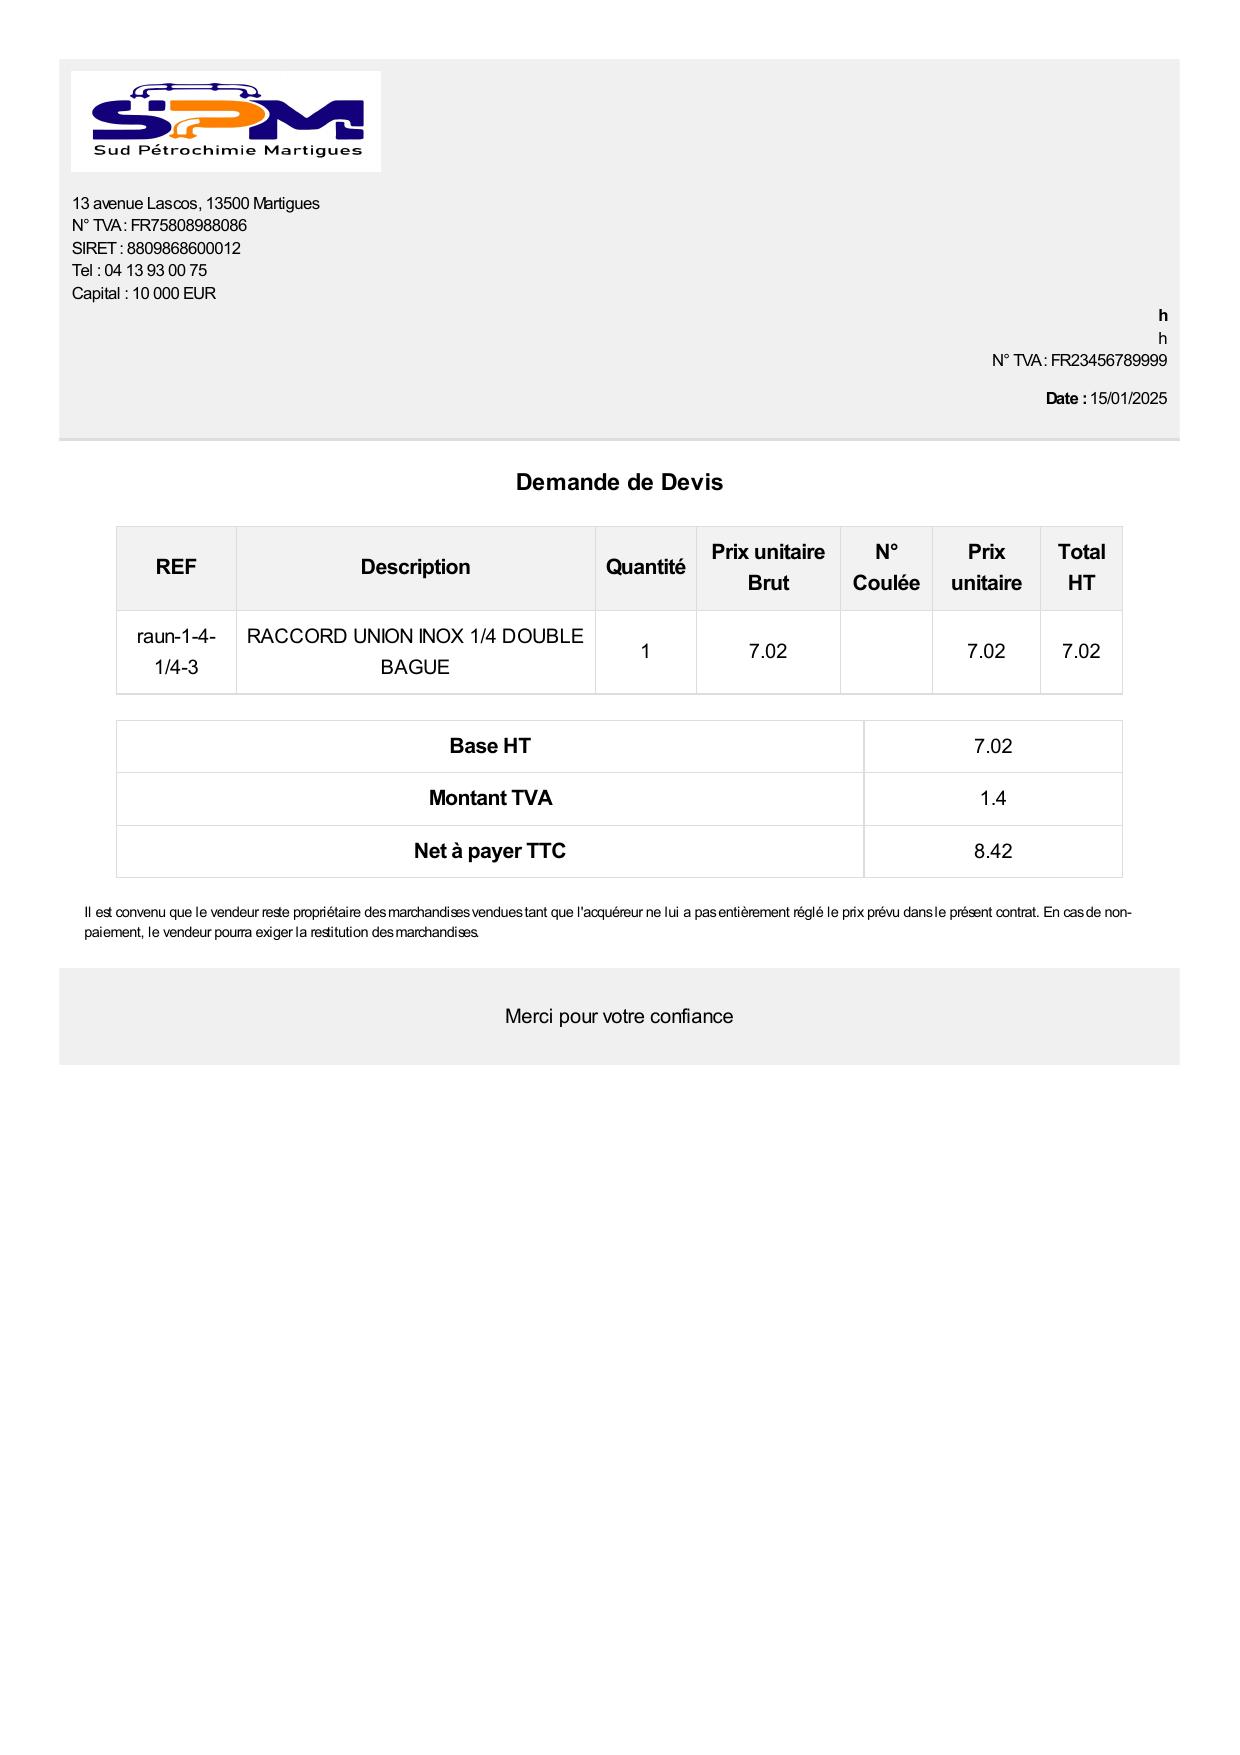 SPM
Sud Pétrochimie Martigues
13 avenue Lascos, 13500 Martigues
N° TVA : FR75808988086
SIRET : 8809868600012
Tel : 04 13 93 00 75
Capital : 10 000 EUR
h
h
N° TVA : FR23456789999
Date : 15/01/2025
Demande de Devis
REF Description Quantité Prix unitaire Brut N° Coulée Prix unitaire Total HT
raun-1-4-1/4-3 RACCORD UNION INOX 1/4 DOUBLE BAGUE 1 7.02 7.02 7.02
Base HT 7.02
Montant TVA 1.4
Net à payer TTC 8.42
Il est convenu que le vendeur reste propriétaire des marchandises vendues tant que l'acquéreur ne lui a pas entièrement réglé le prix prévu dans le présent contrat. En cas de non-
paiement, le vendeur pourra exiger la restitution des marchandises.
Merci pour votre confiance